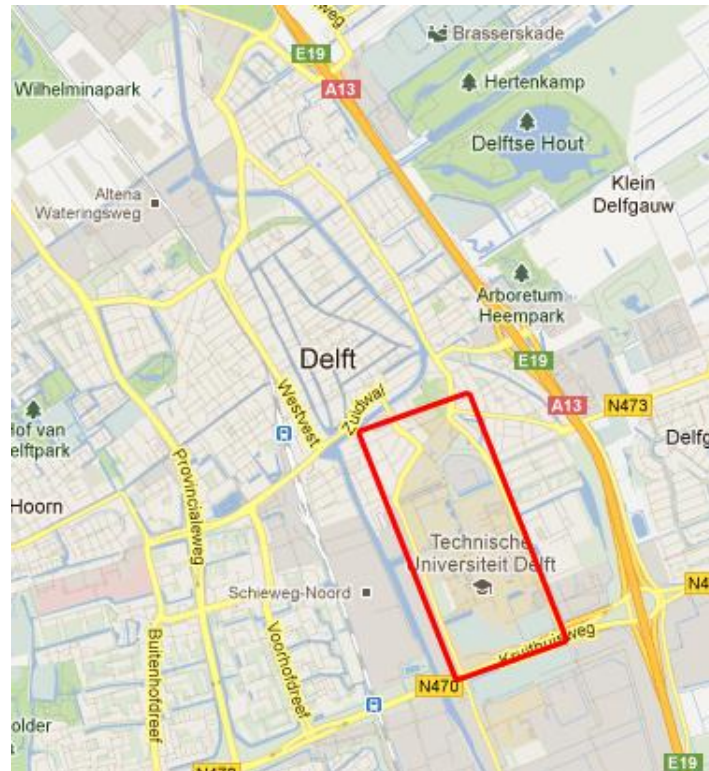 Brasserskade
E19
A13
Wilhelminapark
Hertenkamp
Delftse Hout
Altena
Wateringsweg
Klein
Delfgauw
Arboretum
Heempark
Delft
E19
A13
N473
Westvest
Zuidwal
Hof van
elftpark
Provincialeweg
Delfg
Hoorn
Technische
Universiteit Delft
Schieweg-Noord
N4
Buitenhofdreef
Voorhofdreef
Kruithuisweg
N470
older
E19